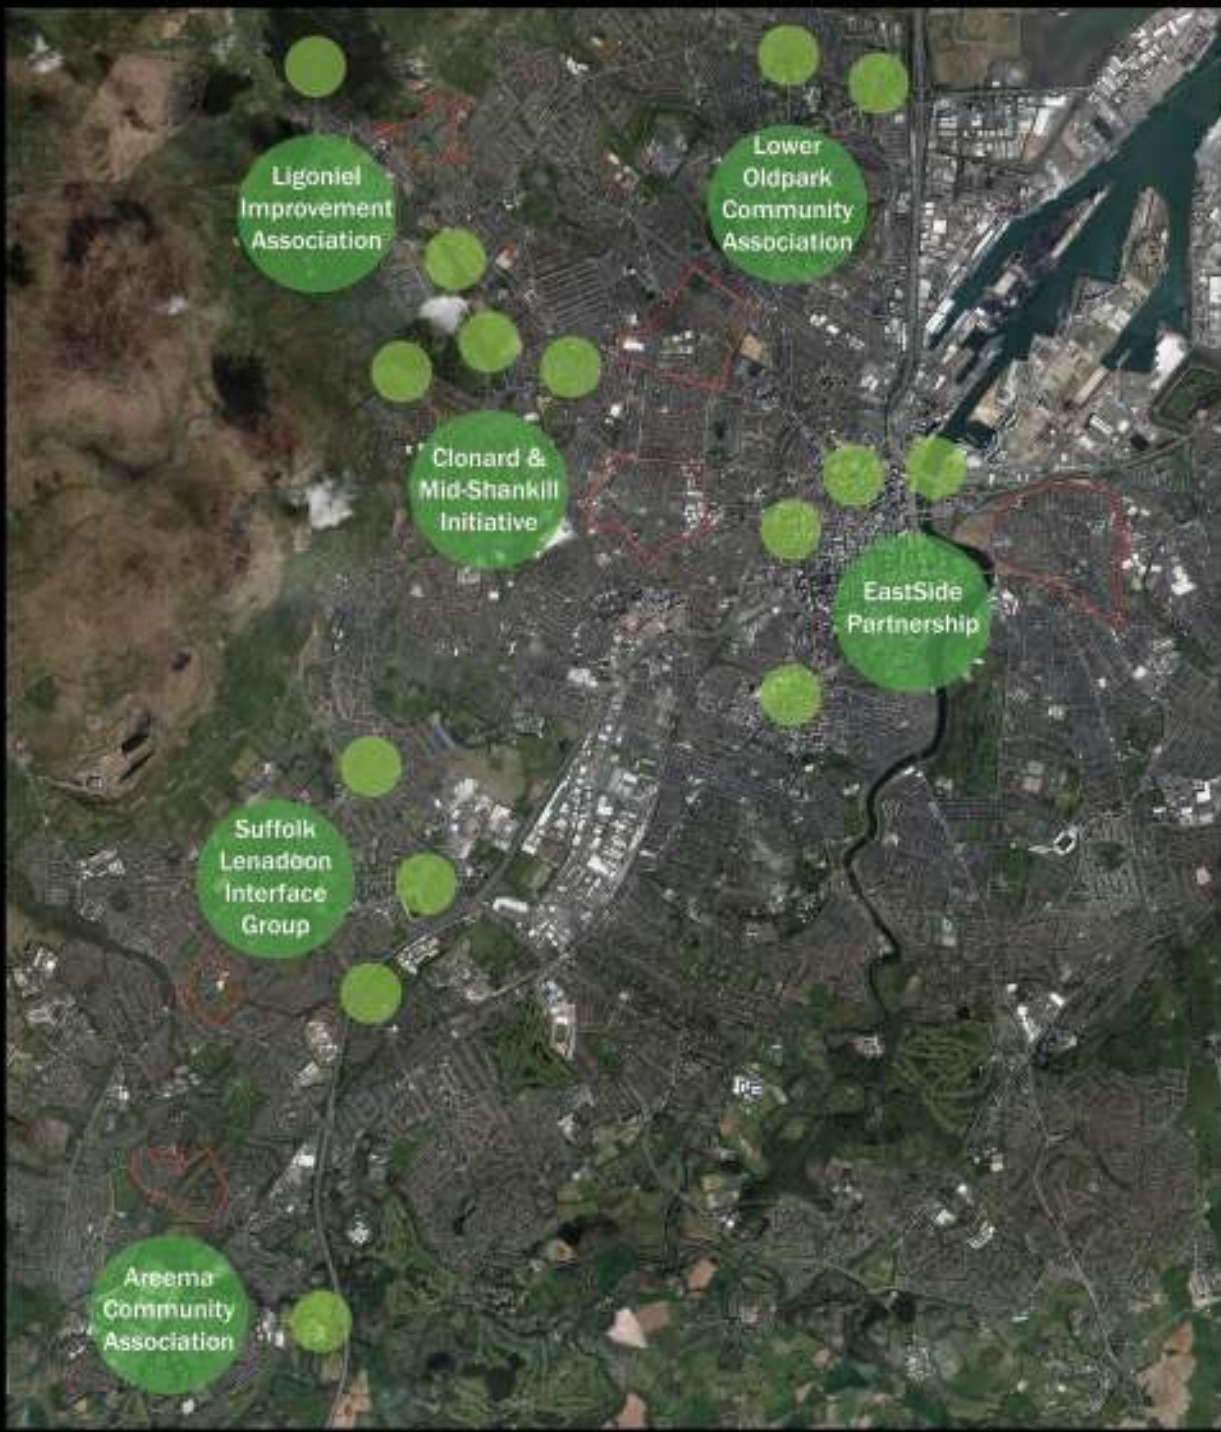 Ligoniel
Improvement
Association
Lower
Oldpark
Community
Association
Clonard &
Mid-Shankill
Initiative
EastSide
Partnership
Suffolk
Lenadoon
Interface
Group
Areema
Community
Association